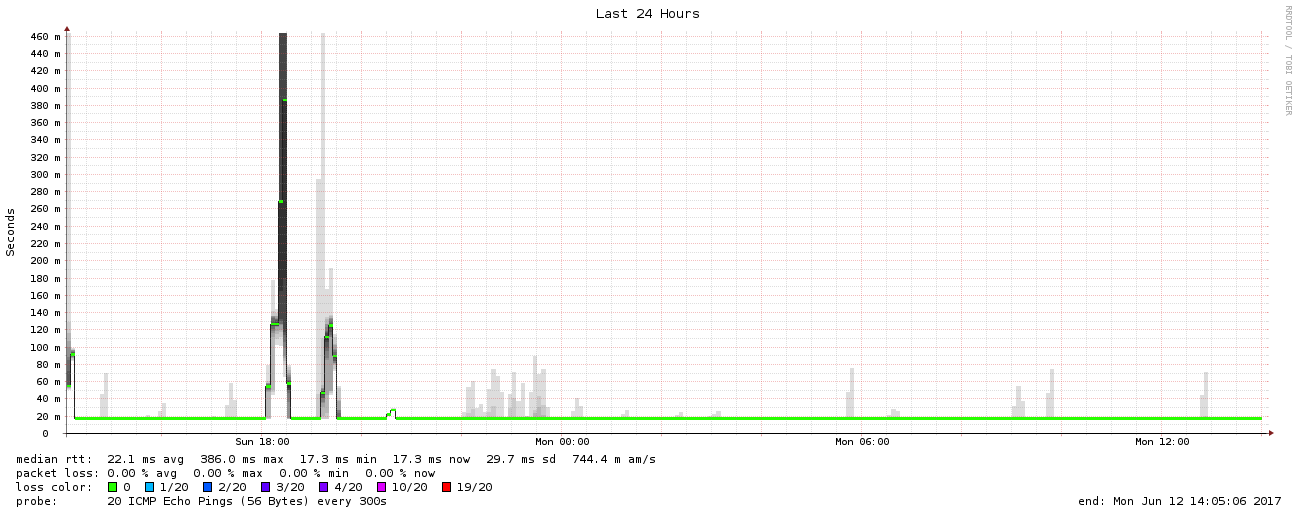 Last 24 Hours
RRDTOOL / TOBI OETIKER
Seconds
460 m
440 m
420 m
400 m
380 m
360 m
340 m
320 m
300 m
280 m
260 m
240 m
220 m
200 m
180 m
160 m
140 m
120 m
100 m
80 m
60 m
40 m
20 m
0
Sun 18:00 Mon 00:00 Mon 06:00 Mon 12:00
median rtt: 22.1 ms avg 386.0 ms max 17.3 ms min 17.3 ms now 29.7 ms sd 744.4 m am/s
packet loss: 0.00 % avg 0.00 % max 0.00 % min 0.00 % now
loss color: 0 1/20 2/20 3/20 4/20 10/20 19/20
probe: 20 ICMP Echo Pings (56 Bytes) every 300s end: Mon Jun 12 14:05:06 2017